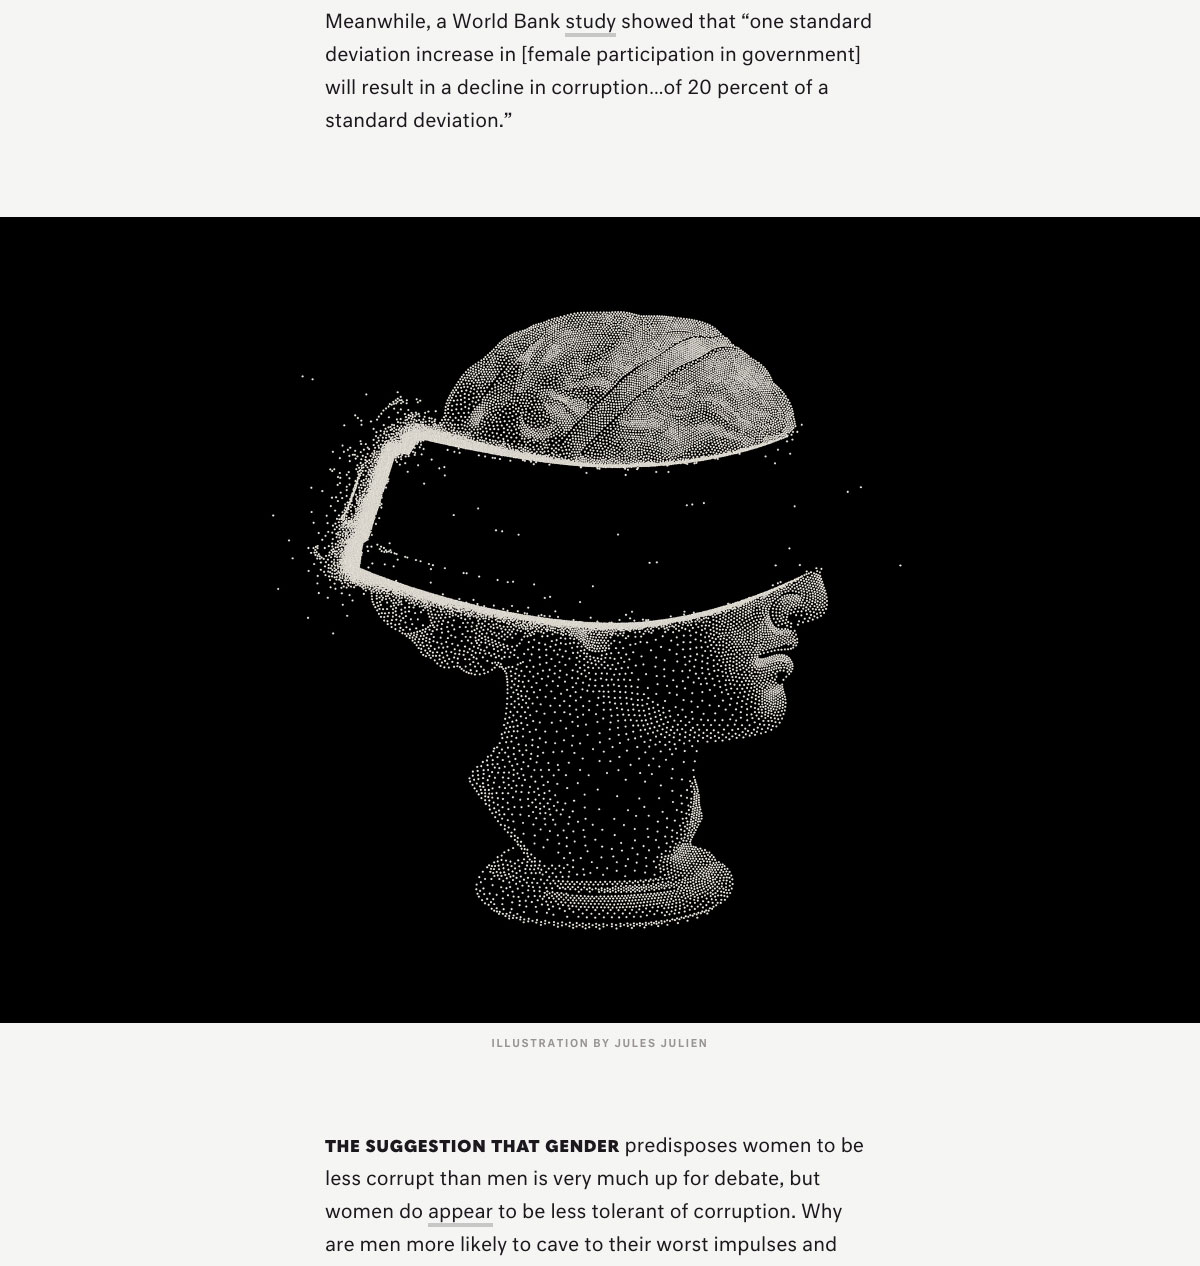 Meanwhile, a World Bank study showed that “one standard
deviation increase in [female participation in government]
will result in a decline in corruption…of 20 percent of a
standard deviation.”
ILLUSTRATION BY JULES JULIEN
THE SUGGESTION THAT GENDER predisposes women to be
less corrupt than men is very much up for debate, but
women do appear to be less tolerant of corruption. Why
are men more likely to cave to their worst impulses and